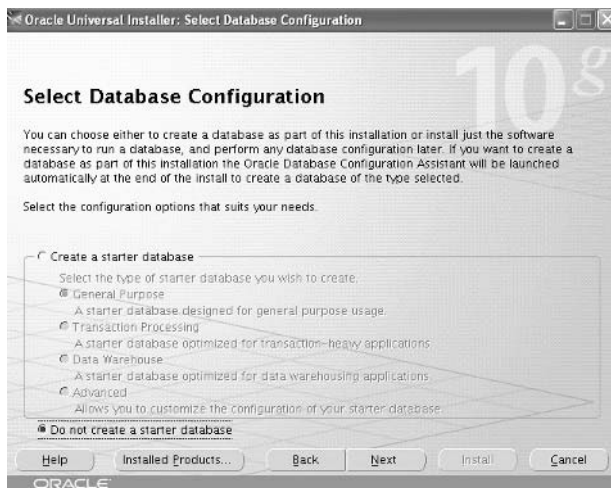 Oracle Universal Installer: Select Database Configuration
10g
Select Database Configuration
You can choose either to create a database as part of this installation or install just the software
necessary to run a database, and perform any database configuration later. If you want to create a
database as part of this installation the Oracle Database Configuration Assistant will be launched
automatically at the end of the install to create a database of the type selected.
Select the configuration options that suits your needs.
Create a starter database
Select the type of starter database you wish to create.
General Purpose
A starter database designed for general purpose usage.
Transaction Processing
A starter database optimized for transaction-heavy applications.
Data Warehouse
A starter database optimized for data warehousing applications.
Advanced
Allows you to customize the configuration of your starter database.
Do not create a starter database
Help Installed Products... Back Next Install Cancel
ORACLE